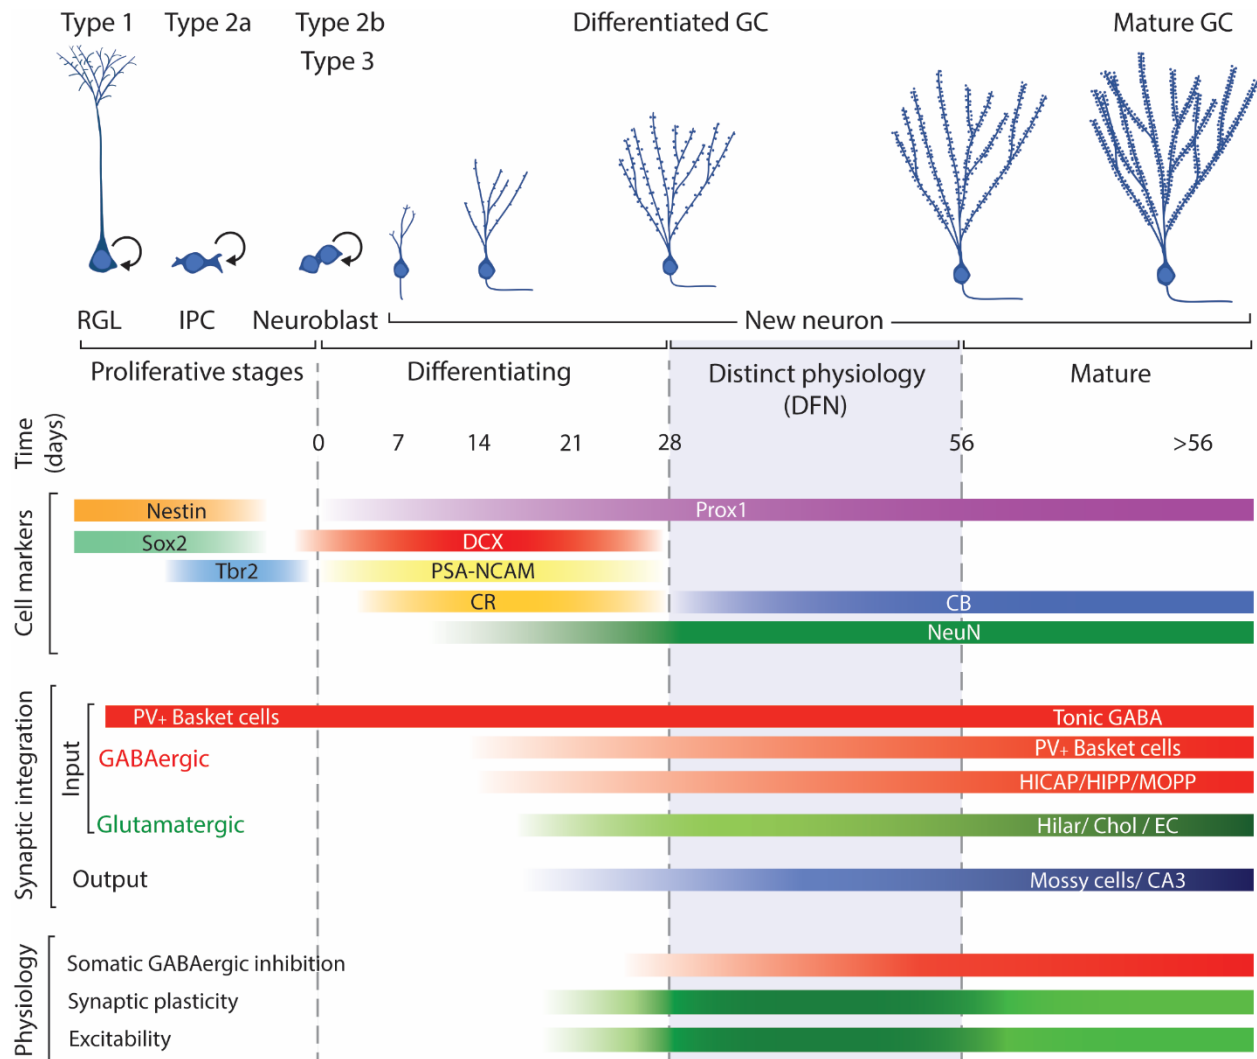 Type 1
Type 2a
Type 2b
Type 3
Differentiated GC
Mature GC
RGL
IPC
Neuroblast
New neuron
Proliferative stages
Differentiating
Distinct physiology
(DFN)
Mature
Time
(days)
0
7
14
21
28
56
>56
Cell markers
Nestin
Prox1
Sox2
DCX
Tbr2
PSA-NCAM
CR
CB
NeuN
Synaptic integration
Input
PV+ Basket cells
Tonic GABA
GABAergic
PV+ Basket cells
HICAP/HIPP/MOPP
Glutamatergic
Hilar/ Chol / EC
Output
Mossy cells/ CA3
Physiology
Somatic GABAergic inhibition
Synaptic plasticity
Excitability